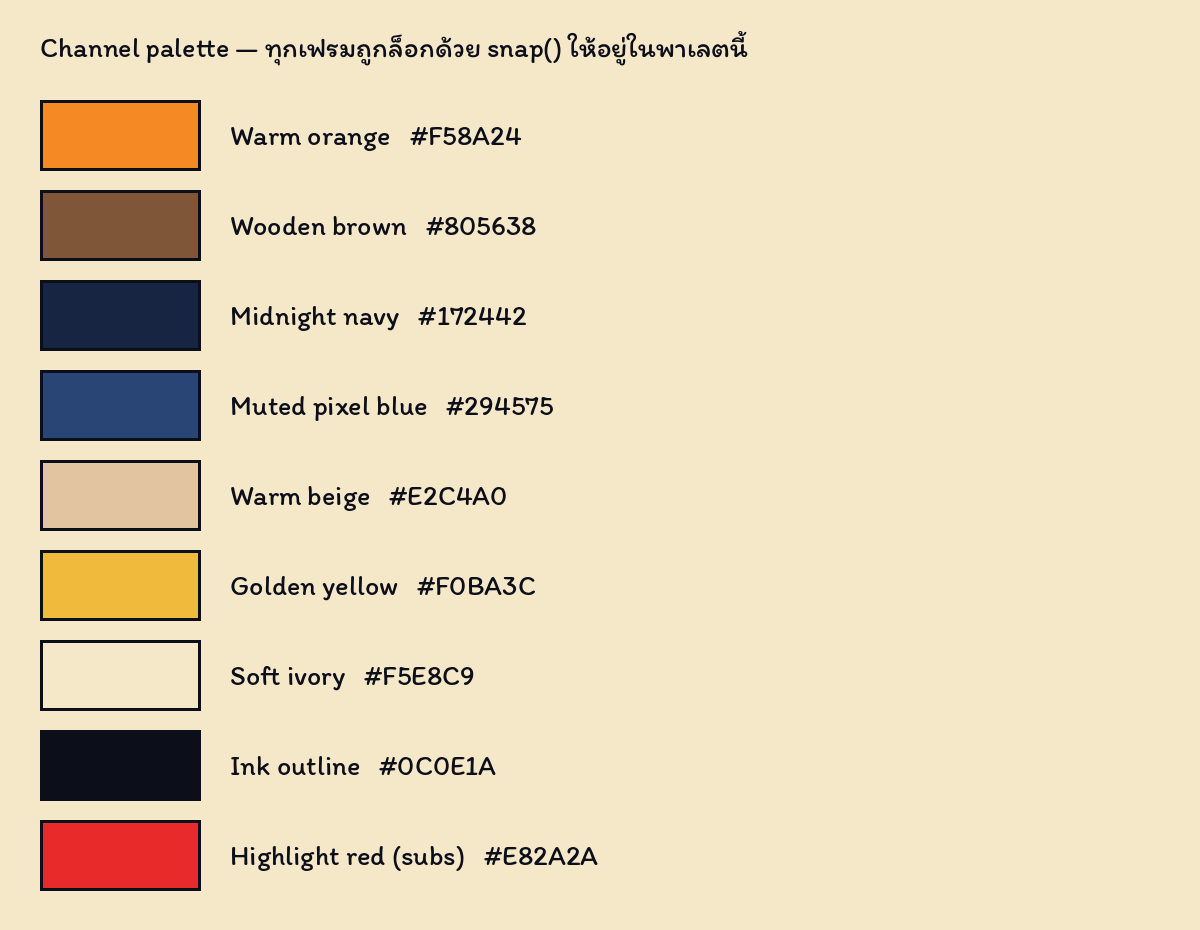 Channel palette — ทุกเฟรมถูกล็อกด้วย snap() ให้อยู่ในพาเลตนี้
Warm orange #F58A24
Wooden brown #805638
Midnight navy #172442
Muted pixel blue #294575
Warm beige #E2C4A0
Golden yellow #F0BA3C
Soft ivory #F5E8C9
Ink outline #0C0E1A
Highlight red (subs) #E82A2A